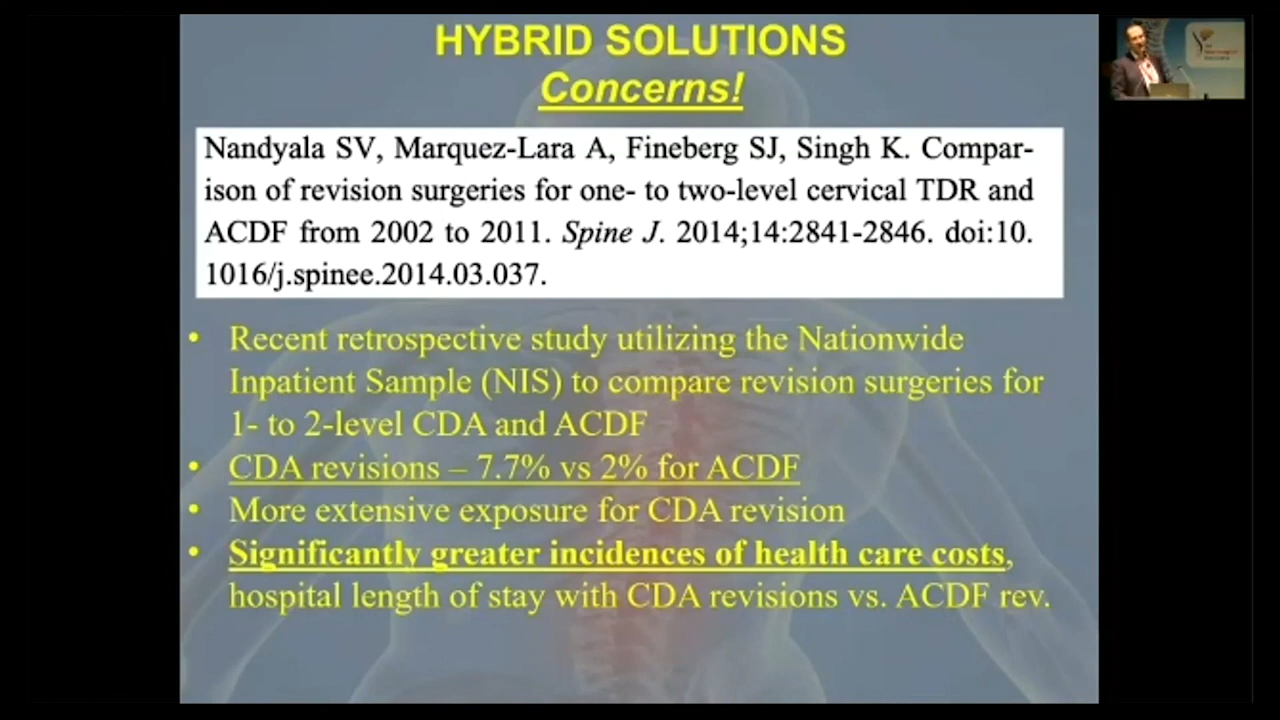 HYBRID SOLUTIONS
Concerns!
Nandyala SV, Marquez-Lara A, Fineberg SJ, Singh K. Compar-
ison of revision surgeries for one- to two-level cervical TDR and
ACDF from 2002 to 2011. Spine J. 2014;14:2841-2846. doi:10.
1016/j.spinee.2014.03.037.
• Recent retrospective study utilizing the Nationwide
Inpatient Sample (NIS) to compare revision surgeries for
1- to 2-level CDA and ACDF
• CDA revisions – 7.7% vs 2% for ACDF
• More extensive exposure for CDA revision
• Significantly greater incidences of health care costs,
hospital length of stay with CDA revisions vs. ACDF rev.